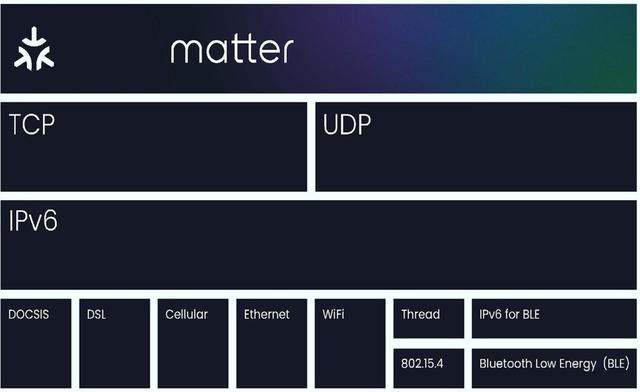 matter
TCP
UDP
IPv6
DOCSIS
DSL
Cellular
Ethernet
WiFi
Thread
IPv6 for BLE
802.15.4
Bluetooth Low Energy (BLE)